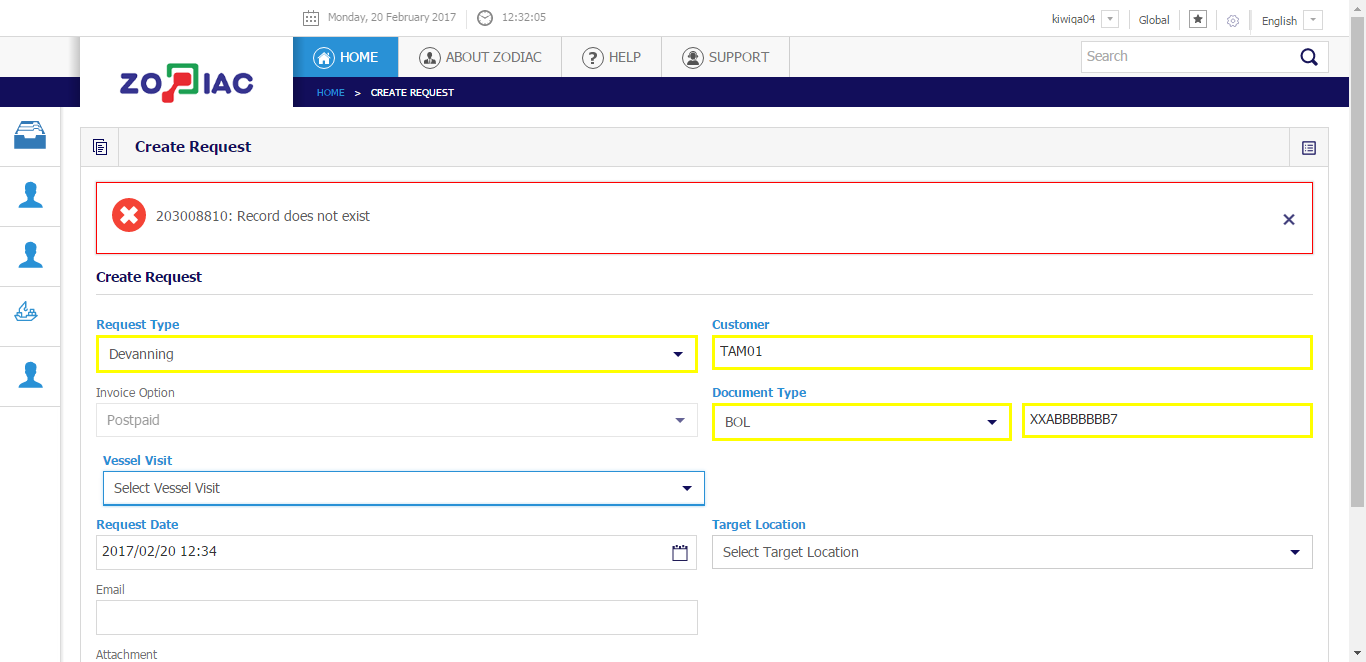 Monday, 20 February 2017 12:32:05 kiwiqa04 Global English
ZODIAC HOME ABOUT ZODIAC ? HELP SUPPORT Search
HOME > CREATE REQUEST
Create Request
203008810: Record does not exist
Create Request
Request Type Customer
Devanning TAM01
Invoice Option Document Type
Postpaid BOL XXABBBBBBB7
Vessel Visit
Select Vessel Visit
Request Date Target Location
2017/02/20 12:34 Select Target Location
Email
Attachment